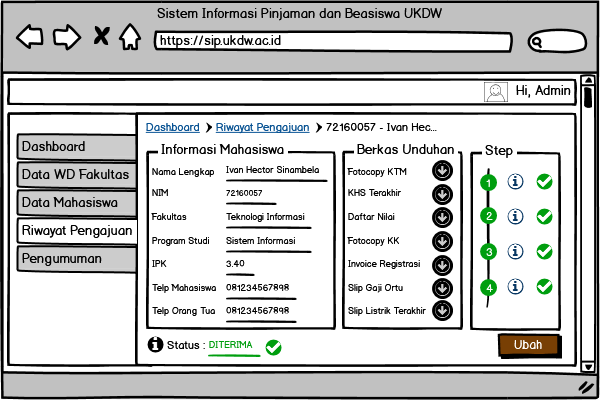 Sistem Informasi Pinjaman dan Beasiswa UKDW
https://sip.ukdw.ac.id
Hi, Admin
Dashboard
Data WD Fakultas
Data Mahasiswa
Riwayat Pengajuan
Pengumuman
Dashboard Riwayat Pengajuan 72160057 - Ivan Hec...
Informasi Mahasiswa
Nama Lengkap Ivan Hector Sinambela
NIM 72160057
Fakultas Teknologi Informasi
Program Studi Sistem Informasi
IPK 3.40
Telp Mahasiswa 081234567898
Telp Orang Tua 081234567898
Berkas Unduhan
Fotocopy KTM
KHS Terakhir
Daftar Nilai
Fotocopy KK
Invoice Registrasi
Slip Gaji Ortu
Slip Listrik Terakhir
Step
1
2
3
4
Status : DITERIMA
Ubah